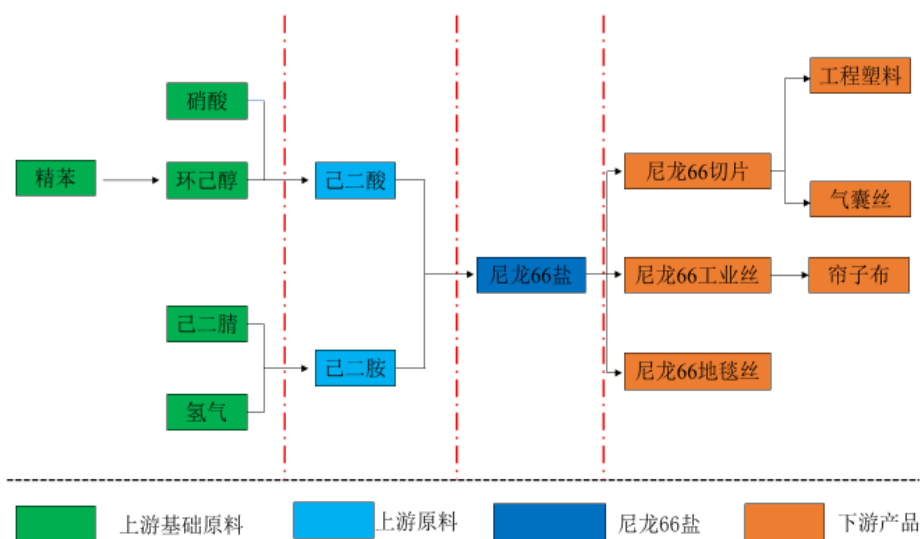 硝酸
精苯
环己醇
己二酸
己二腈
氢气
己二胺
尼龙66盐
工程塑料
尼龙66切片
气囊丝
尼龙66工业丝
帘子布
尼龙66地毯丝
上游基础原料
上游原料
尼龙66盐
下游产品